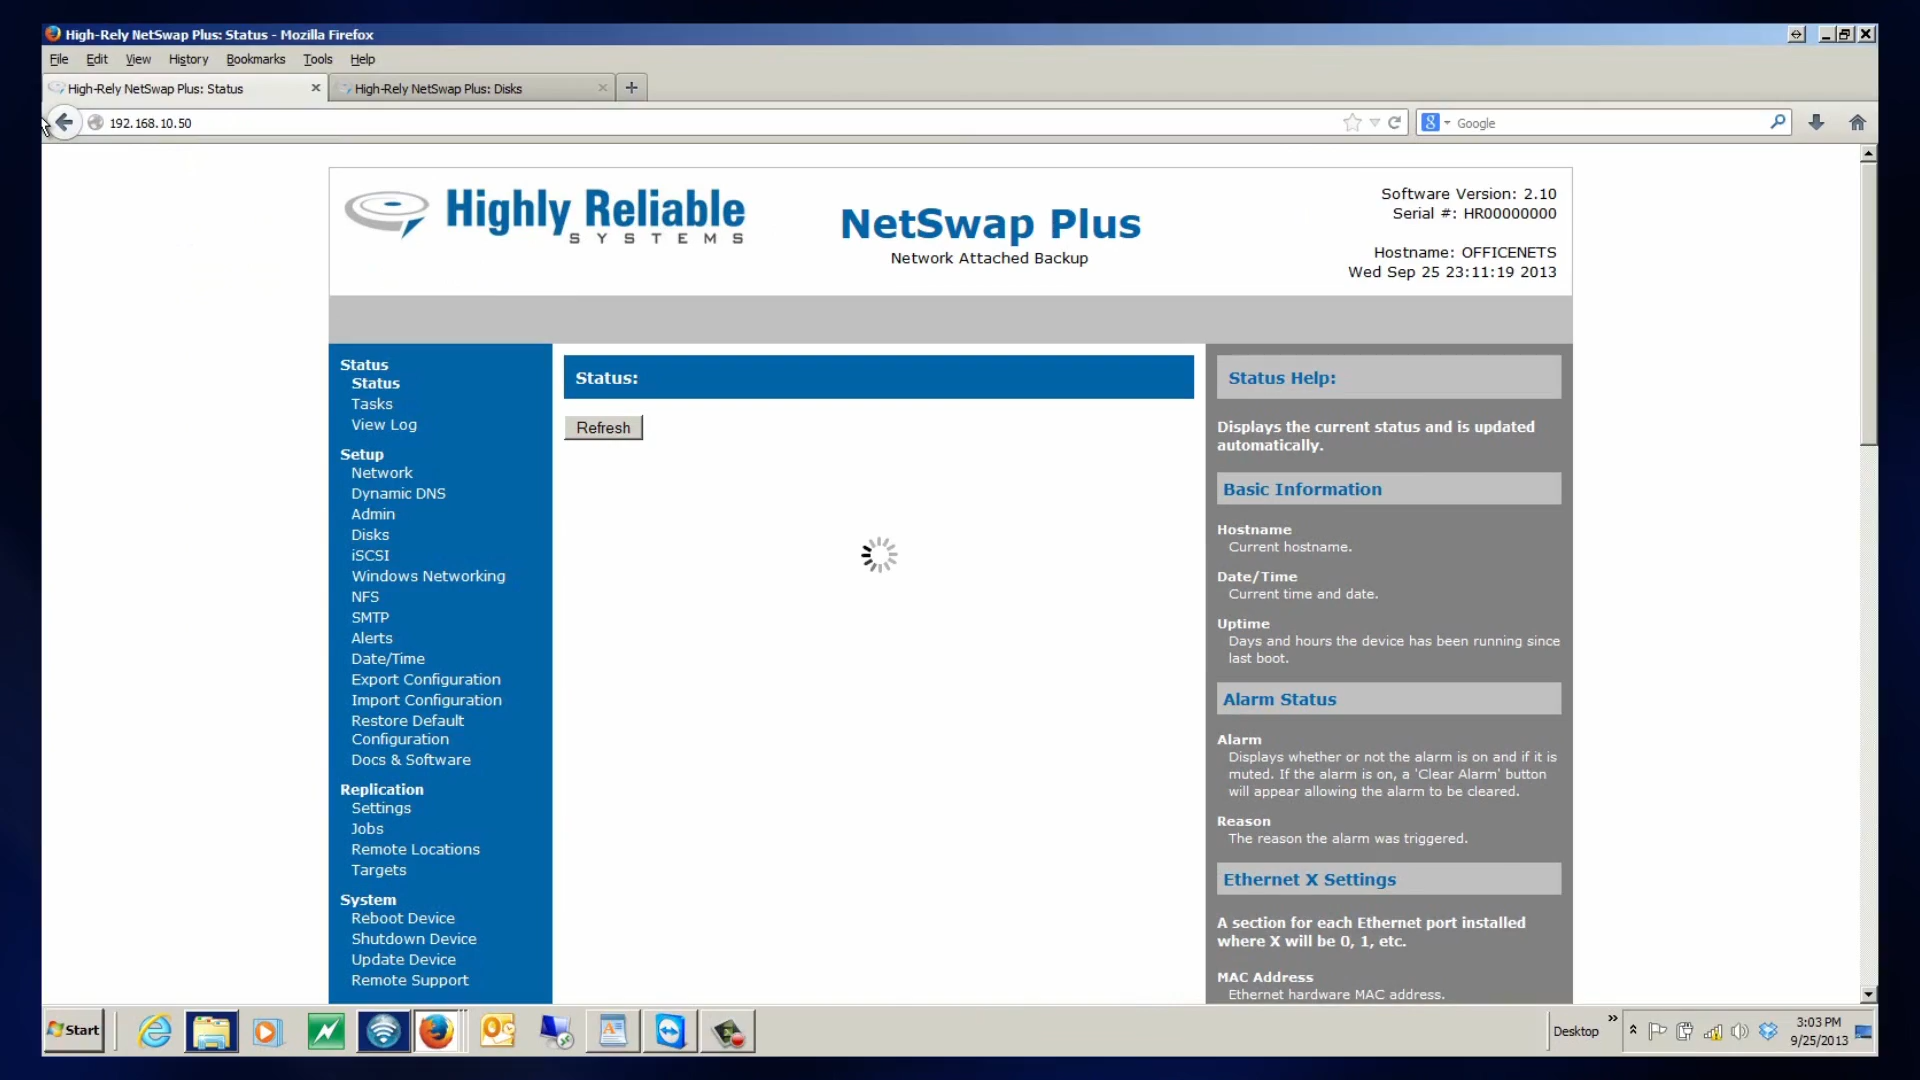 High-Rely NetSwap Plus: Status - Mozilla Firefox
File Edit View History Bookmarks Tools Help
High-Rely NetSwap Plus: Status
High-Rely NetSwap Plus: Disks
192.168.10.50
Google
Highly Reliable
SYSTEMS
NetSwap Plus
Network Attached Backup
Software Version: 2.10
Serial #: HR00000000
Hostname: OFFICENETS
Wed Sep 25 23:11:19 2013
Status
Status
Tasks
View Log
Setup
Network
Dynamic DNS
Admin
Disks
iSCSI
Windows Networking
NFS
SMTP
Alerts
Date/Time
Export Configuration
Import Configuration
Restore Default
Configuration
Docs & Software
Replication
Settings
Jobs
Remote Locations
Targets
System
Reboot Device
Shutdown Device
Update Device
Remote Support
Status:
Refresh
Status Help:
Displays the current status and is updated
automatically.
Basic Information
Hostname
Current hostname.
Date/Time
Current time and date.
Uptime
Days and hours the device has been running since
last boot.
Alarm Status
Alarm
Displays whether or not the alarm is on and if it is
muted. If the alarm is on, a 'Clear Alarm' button
will appear allowing the alarm to be cleared.
Reason
The reason the alarm was triggered.
Ethernet X Settings
A section for each Ethernet port installed
where X will be 0, 1, etc.
MAC Address
Ethernet hardware MAC address.
Start
Desktop
3:03 PM
9/25/2013